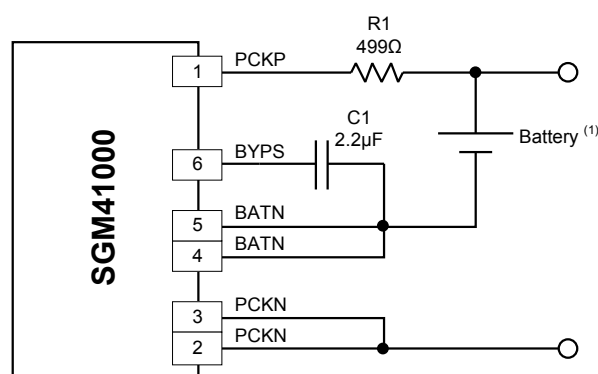 R1
499Ω
1 PCKP
C1
2.2μF
Battery (1)
6 BYPS
SGM41000
5 BATN
4 BATN
3 PCKN
2 PCKN